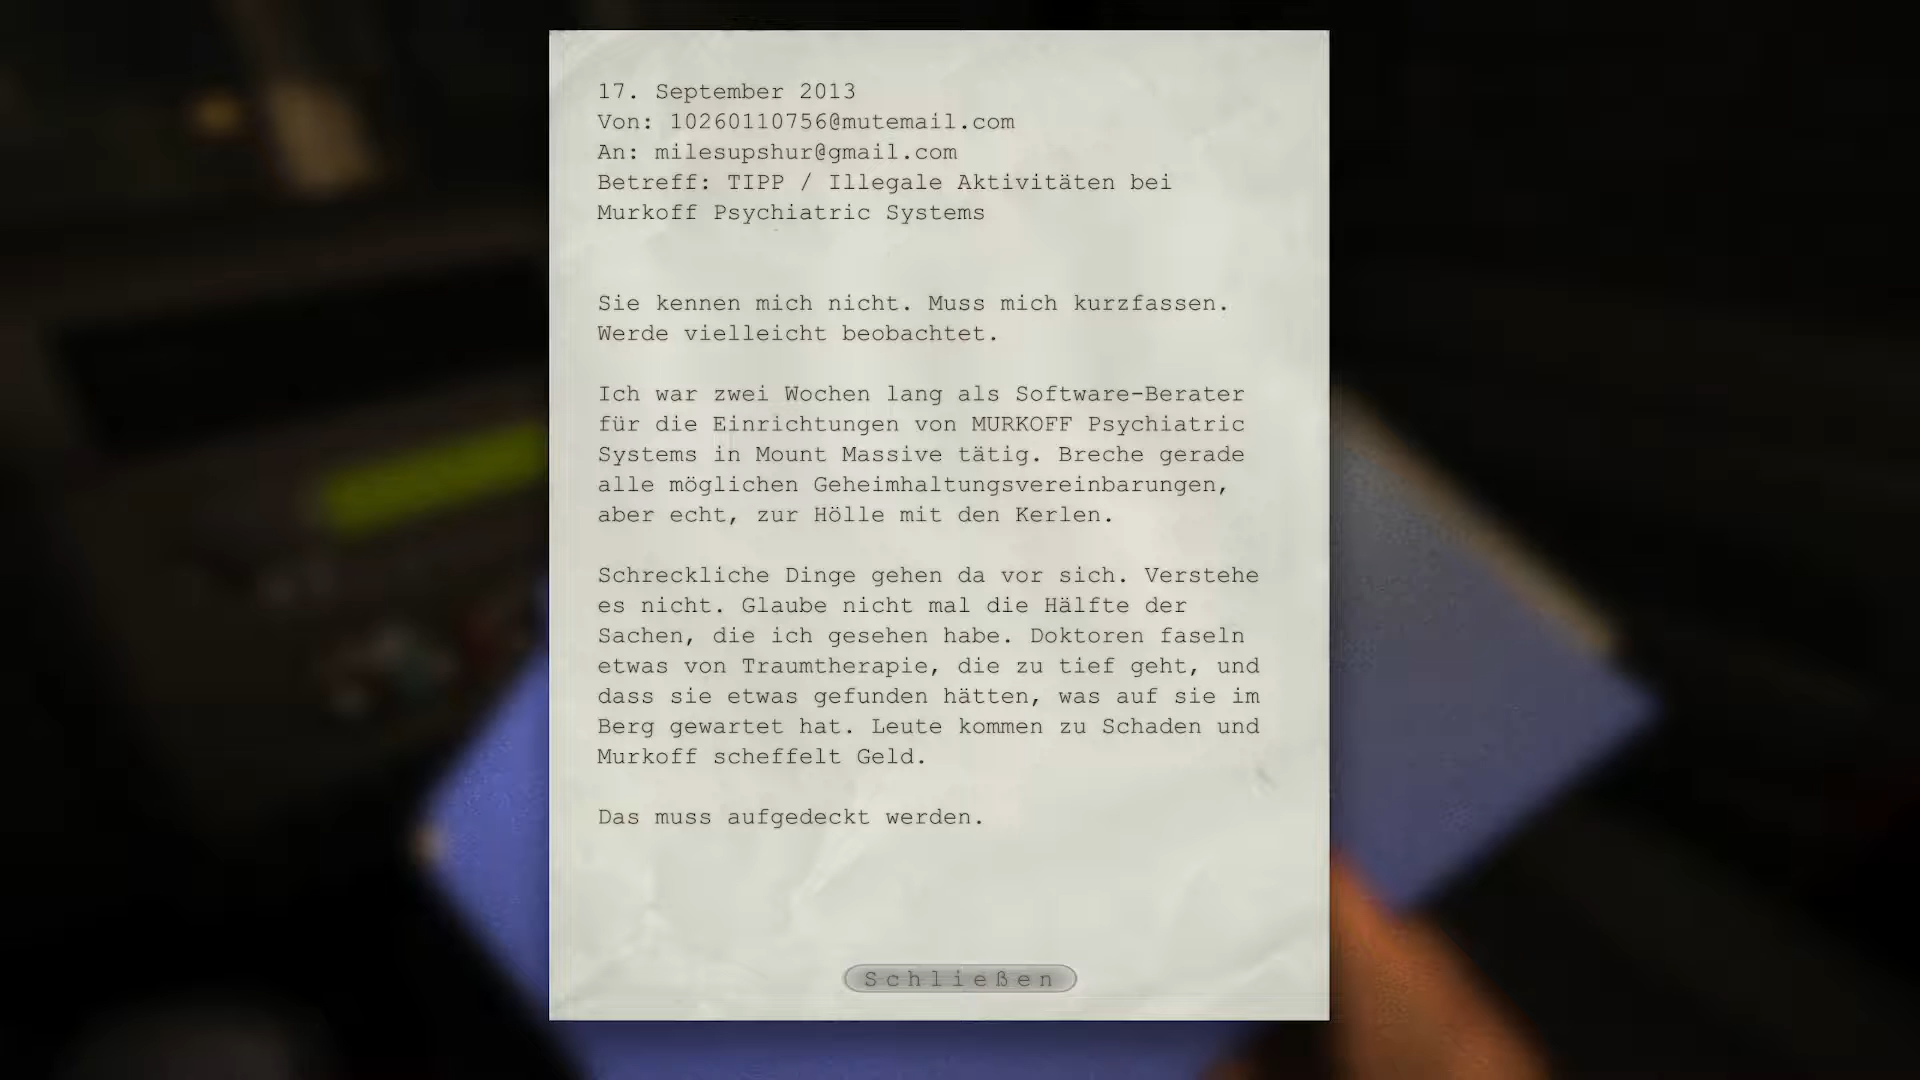 17. September 2013
Von: 10260110756@mutemail.com
An: milesupshur@gmail.com
Betreff: TIPP / Illegale Aktivitäten bei
Murkoff Psychiatric Systems
Sie kennen mich nicht. Muss mich kurzfassen.
Werde vielleicht beobachtet.
Ich war zwei Wochen lang als Software-Berater
für die Einrichtungen von MURKOFF Psychiatric
Systems in Mount Massive tätig. Breche gerade
alle möglichen Geheimhaltungsvereinbarungen,
aber echt, zur Hölle mit den Kerlen.
Schreckliche Dinge gehen da vor sich. Verstehe
es nicht. Glaube nicht mal die Hälfte der
Sachen, die ich gesehen habe. Doktoren faseln
etwas von Traumtherapie, die zu tief geht, und
dass sie etwas gefunden hätten, was auf sie im
Berg gewartet hat. Leute kommen zu Schaden und
Murkoff scheffelt Geld.
Das muss aufgedeckt werden.
Schließen